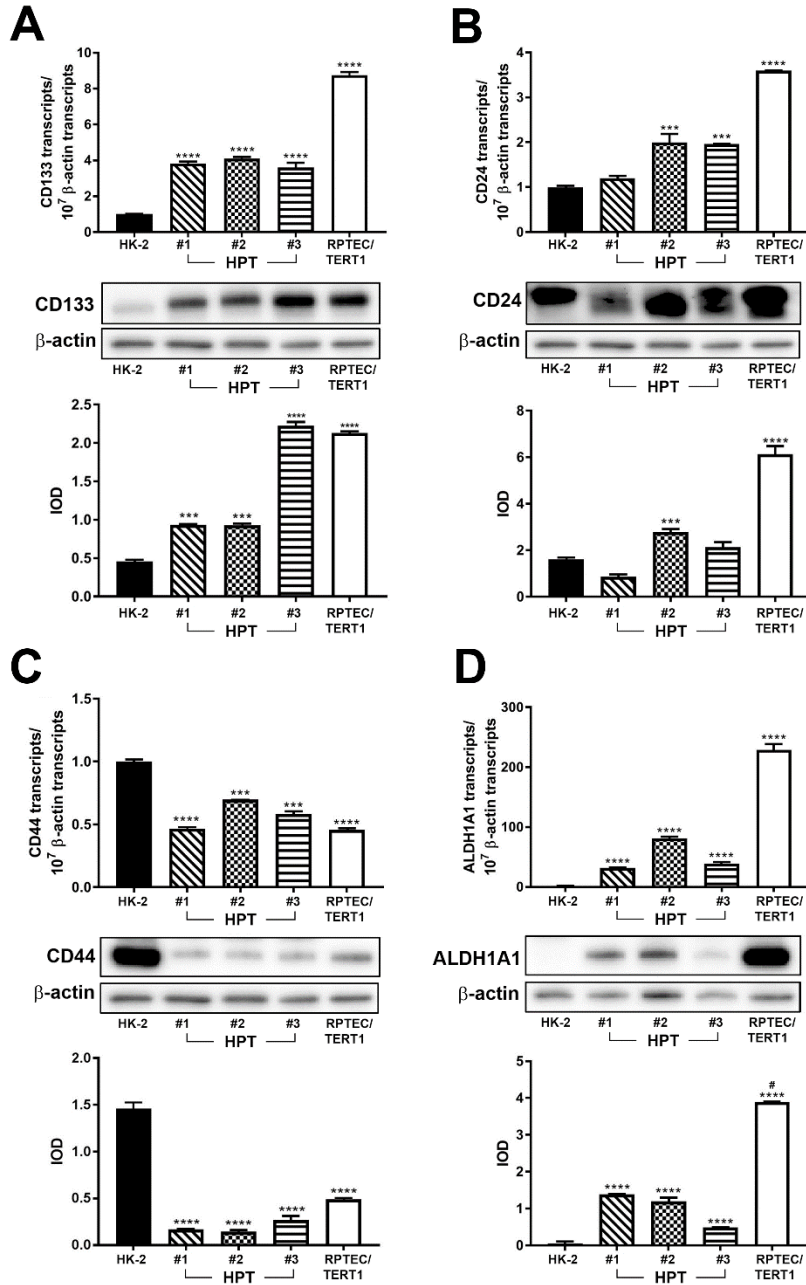 A
CD133 transcripts/
10⁷ β-actin transcripts
10
8
6
4
2
0
****
****
****
****
HK-2 #1 #2 #3 RPTEC/
TERT1
HPT
CD133
β-actin
HK-2 #1 #2 #3 RPTEC/
TERT1
HPT
IOD
2.5
2.0
1.5
1.0
0.5
0.0
***
***
****
****
HK-2 #1 #2 #3 RPTEC/
TERT1
HPT
B
CD24 transcripts/
10⁷ β-actin transcripts
4
3
2
1
0
***
***
****
HK-2 #1 #2 #3 RPTEC/
TERT1
HPT
CD24
β-actin
HK-2 #1 #2 #3 RPTEC/
TERT1
HPT
IOD
8
6
4
2
0
***
****
HK-2 #1 #2 #3 RPTEC/
TERT1
HPT
C
CD44 transcripts/
10⁷ β-actin transcripts
1.5
1.0
0.5
0.0
****
***
***
****
HK-2 #1 #2 #3 RPTEC/
TERT1
HPT
CD44
β-actin
HK-2 #1 #2 #3 RPTEC/
TERT1
HPT
IOD
2.0
1.5
1.0
0.5
0.0
****
****
****
****
HK-2 #1 #2 #3 RPTEC/
TERT1
HPT
D
ALDH1A1 transcripts/
10⁷ β-actin transcripts
300
200
100
0
****
****
****
****
HK-2 #1 #2 #3 RPTEC/
TERT1
HPT
ALDH1A1
β-actin
HK-2 #1 #2 #3 RPTEC/
TERT1
HPT
IOD
5
4
3
2
1
0
****
****
****
#
****
HK-2 #1 #2 #3 RPTEC/
TERT1
HPT